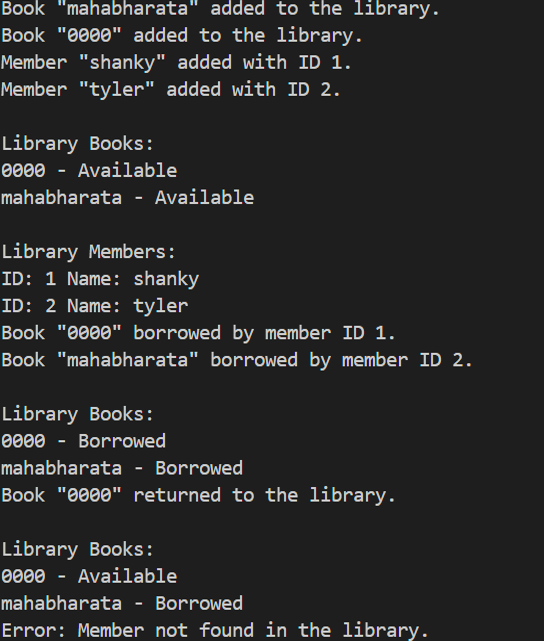 Book "mahabharata" added to the library.
Book "0000" added to the library.
Member "shanky" added with ID 1.
Member "tyler" added with ID 2.
Library Books:
0000 - Available
mahabharata - Available
Library Members:
ID: 1 Name: shanky
ID: 2 Name: tyler
Book "0000" borrowed by member ID 1.
Book "mahabharata" borrowed by member ID 2.
Library Books:
0000 - Borrowed
mahabharata - Borrowed
Book "0000" returned to the library.
Library Books:
0000 - Available
mahabharata - Borrowed
Error: Member not found in the library.